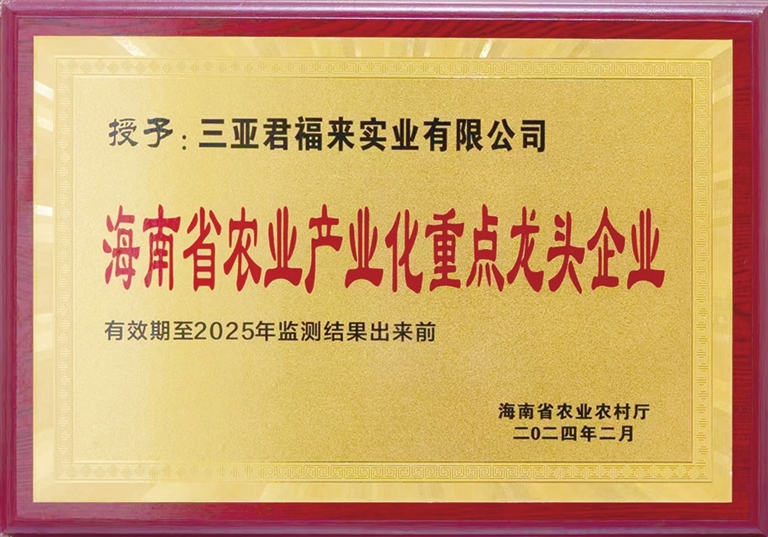 授予：三亚君福来实业有限公司
海南省农业产业化重点龙头企业
有效期至2025年监测结果出来前
海南省农业农村厅
二〇二四年二月